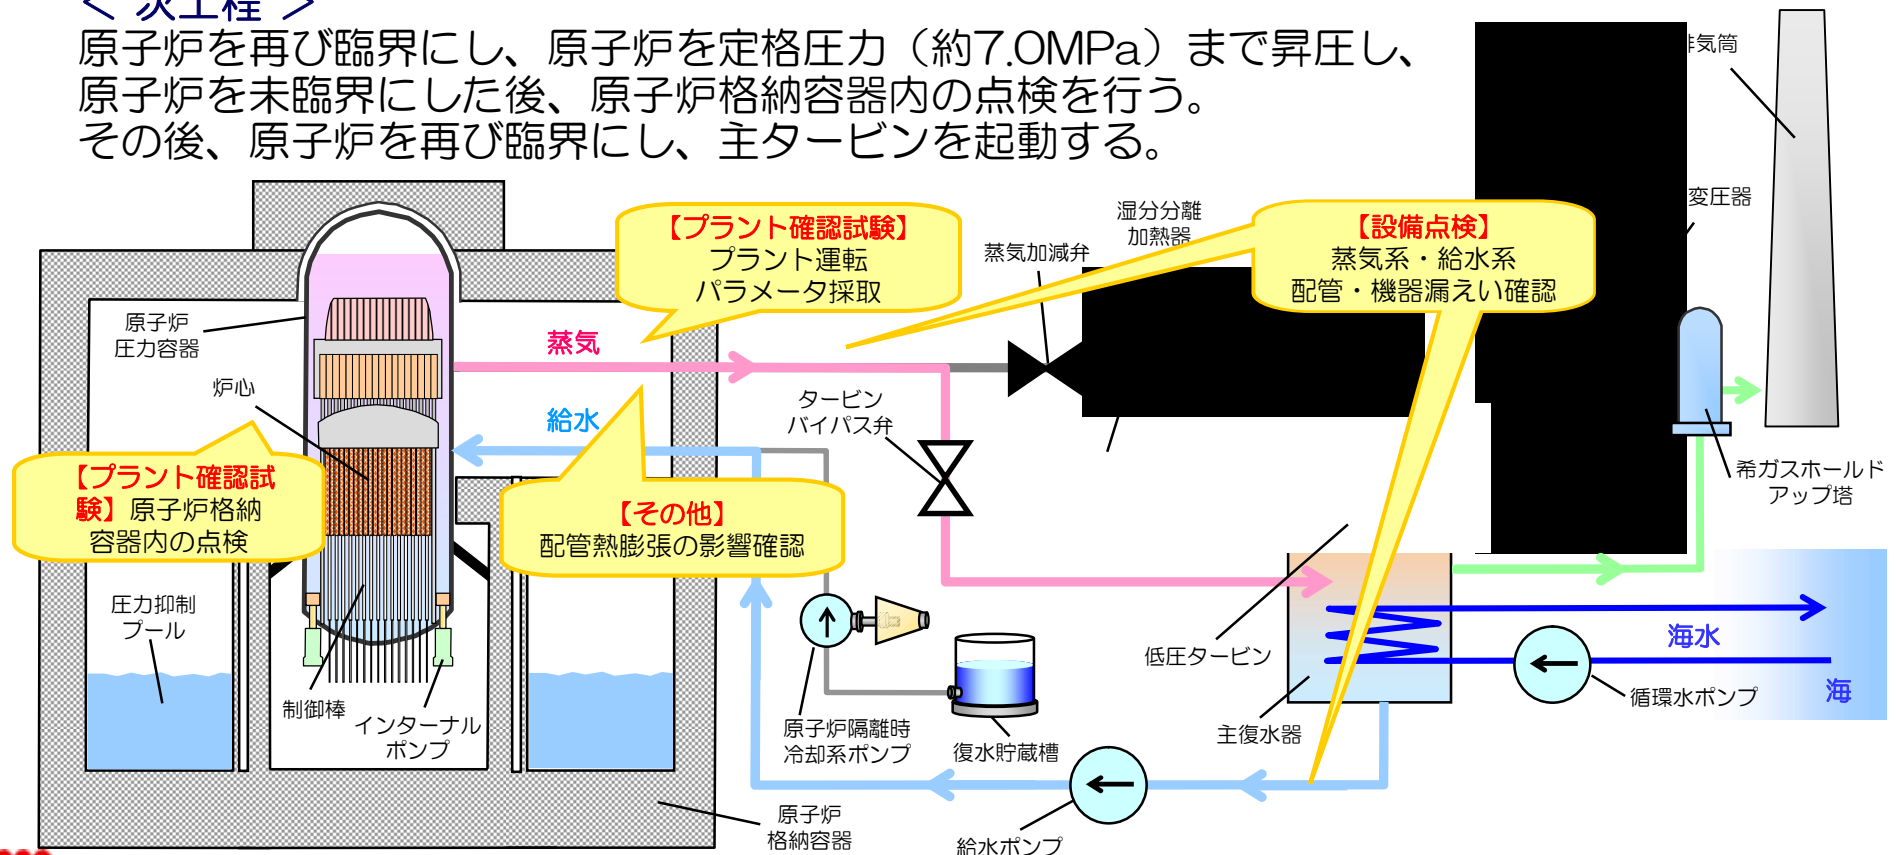 ＜ 次工程 ＞
原子炉を再び臨界にし、原子炉を定格圧力（約7.0MPa）まで昇圧し、
原子炉を未臨界にした後、原子炉格納容器内の点検を行う。
その後、原子炉を再び臨界にし、主タービンを起動する。
気筒
変圧器
湿分分離
加熱器
蒸気加減弁
【プラント確認試験】
プラント運転
パラメータ採取
【設備点検】
蒸気系・給水系
配管・機器漏えい確認
原子炉
圧力容器
蒸気
炉心
給水
タービン
バイパス弁
【プラント確認試
験】原子炉格納
容器内の点検
【その他】
配管熱膨張の影響確認
希ガスホールド
アップ塔
圧力抑制
プール
制御棒
インターナル
ポンプ
原子炉隔離時
冷却系ポンプ
復水貯蔵槽
低圧タービン
主復水器
海水
海
循環水ポンプ
原子炉
格納容器
給水ポンプ